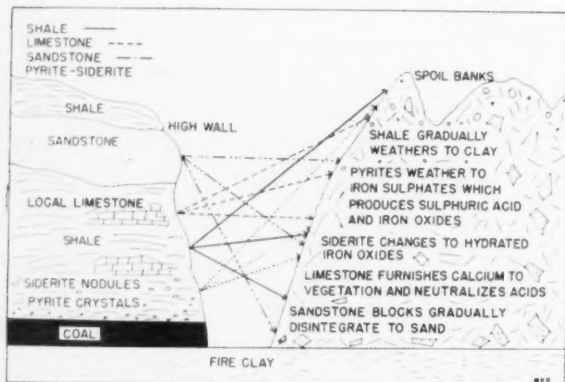 SHALE
LIMESTONE
SANDSTONE
PYRITE-SIDERITE
SHALE
SANDSTONE
HIGH WALL
LOCAL LIMESTONE
SHALE
SIDERITE NODULES
PYRITE CRYSTALS
COAL
FIRE CLAY
SPOIL BANKS
SHALE GRADUALLY
WEATHERS TO CLAY
PYRITES WEATHER TO
IRON SULPHATES WHICH
PRODUCES SULPHURIC ACID
AND IRON OXIDES
SIDERITE CHANGES TO HYDRATED
IRON OXIDES
LIMESTONE FURNISHES CALCIUM TO
VEGETATION AND NEUTRALIZES ACIDS
SANDSTONE BLOCKS GRADUALLY
DISINTEGRATE TO SAND